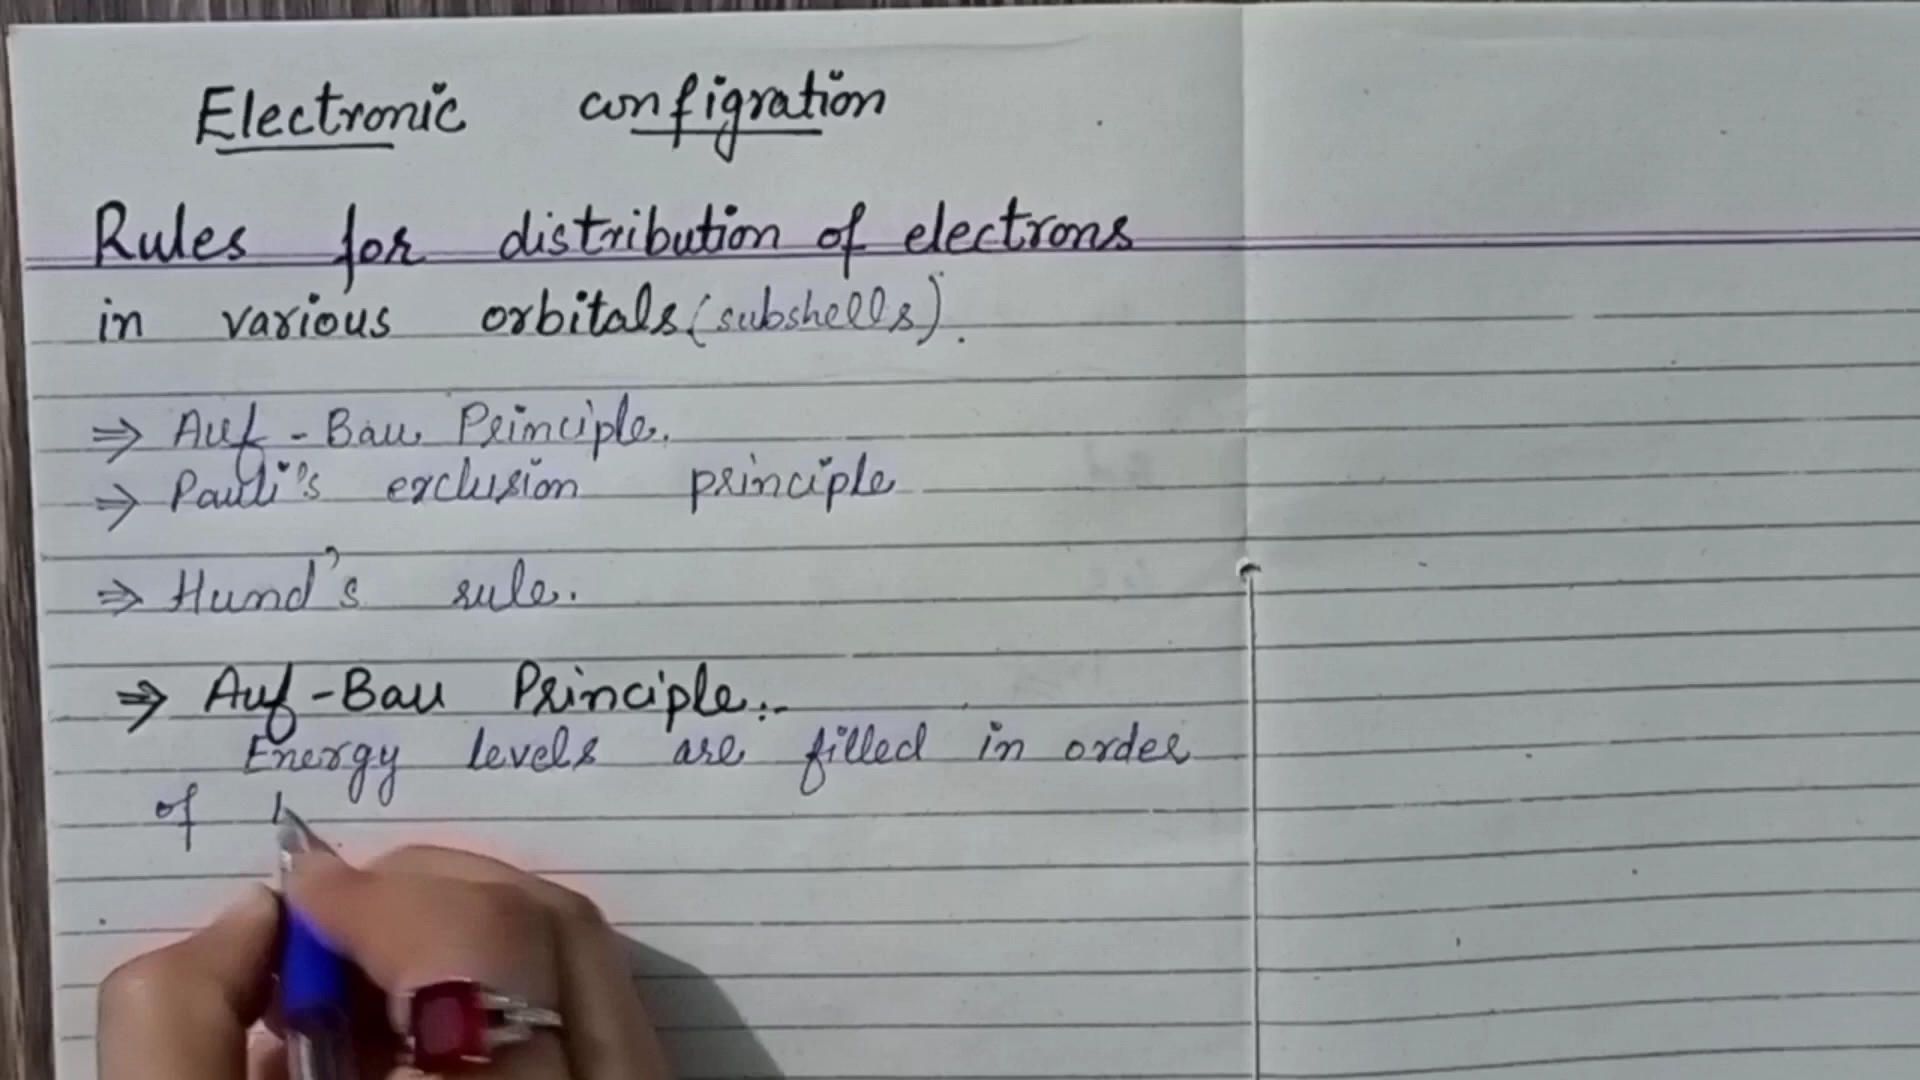 Electronic configration
Rules for distribution of electrons
in various orbitals (subshells).
⇒ Auf-Bau Principle.
⇒ Pauli's exclusion principle
⇒ Hund's rule.
⇒ Auf-Bau Principle:-
Energy levels are filled in order
of